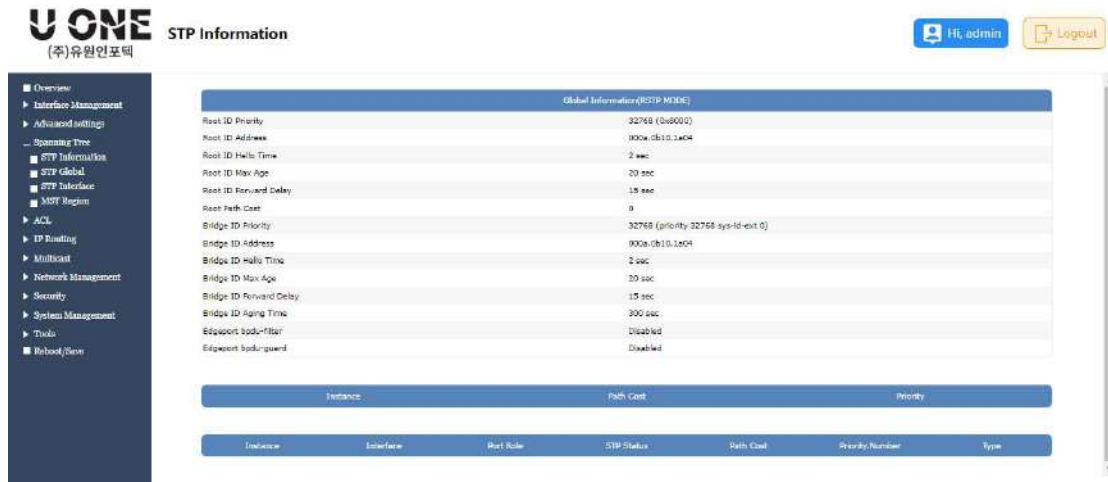 U ONE
(주)유원인포텍
STP Information
Hi, admin
Logout
Overview
Interface Management
Advanced settings
Spanning Tree
STP Information
STP Global
STP Interface
MST Region
ACL
IP Routing
Multicast
Network Management
Security
System Management
Tools
Reboot/Save
Global Information(RSTP MODE)
Root ID Priority 32768 (0x8000)
Root ID Address 000a.0b10.1a04
Root ID Hello Time 2 sec
Root ID Max Age 20 sec
Root ID Forward Delay 15 sec
Root Path Cost 0
Bridge ID Priority 32768 (priority 32768 sys-id-ext 0)
Bridge ID Address 000a.0b10.1a04
Bridge ID Hello Time 2 sec
Bridge ID Max Age 20 sec
Bridge ID Forward Delay 15 sec
Bridge ID Aging Time 300 sec
Edgeport bpdu-filter Disabled
Edgeport bpdu-guard Disabled
Instance Path Cost Priority
Instance Interface Port Role STP Status Path Cost Priority.Number Type